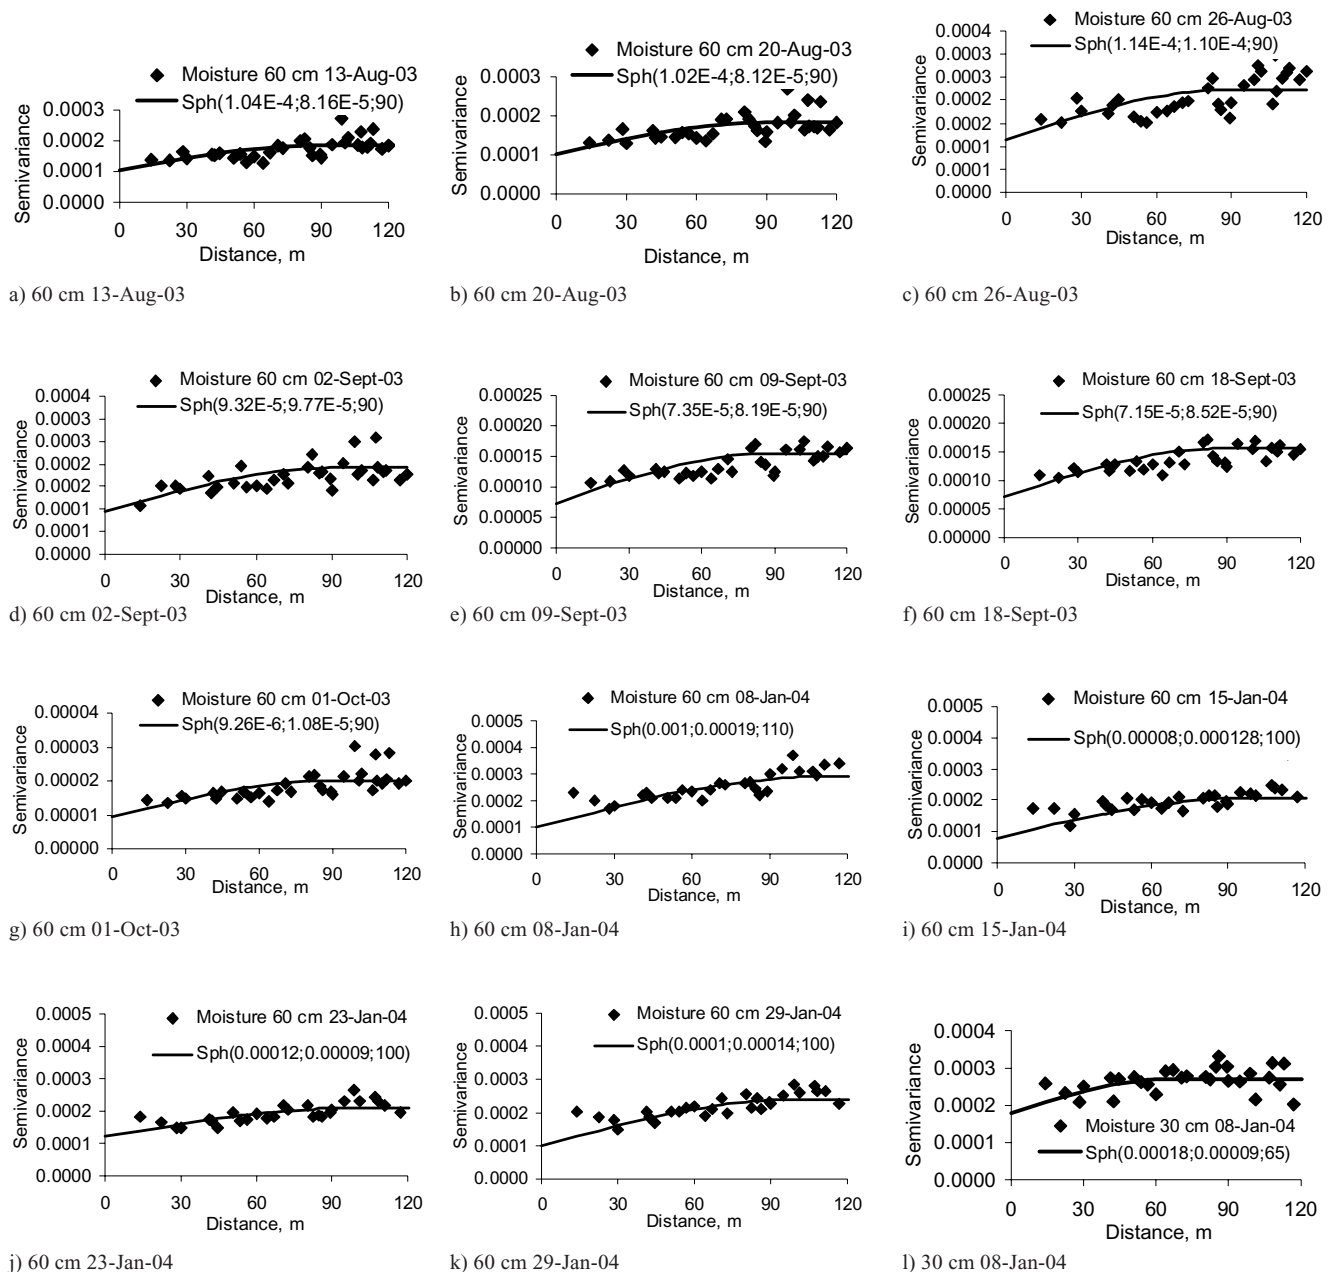 Moisture 60 cm 13-Aug-03
Sph(1.04E-4;8.16E-5;90)
Semivariance
0.0003
0.0002
0.0001
0.0000
0 30 60 90 120
Distance, m
a) 60 cm 13-Aug-03
Moisture 60 cm 20-Aug-03
Sph(1.02E-4;8.12E-5;90)
Semivariance
0.0003
0.0002
0.0001
0.0000
0 30 60 90 120
Distance, m
b) 60 cm 20-Aug-03
Moisture 60 cm 26-Aug-03
Sph(1.14E-4;1.10E-4;90)
Semivariance
0.0004
0.0003
0.0003
0.0002
0.0002
0.0001
0.0001
0.0000
0 30 60 90 120
Distance, m
c) 60 cm 26-Aug-03
Moisture 60 cm 02-Sept-03
Sph(9.32E-5;9.77E-5;90)
Semivariance
0.0004
0.0003
0.0003
0.0002
0.0002
0.0001
0.0001
0.0000
0 30 60 90 120
Distance, m
d) 60 cm 02-Sept-03
Moisture 60 cm 09-Sept-03
Sph(7.35E-5;8.19E-5;90)
Semivariance
0.00025
0.00020
0.00015
0.00010
0.00005
0.00000
0 30 60 90 120
Distance, m
e) 60 cm 09-Sept-03
Moisture 60 cm 18-Sept-03
Sph(7.15E-5;8.52E-5;90)
Semivariance
0.00025
0.00020
0.00015
0.00010
0.00005
0.00000
0 30 60 90 120
Distance, m
f) 60 cm 18-Sept-03
Moisture 60 cm 01-Oct-03
Sph(9.26E-6;1.08E-5;90)
Semivariance
0.00004
0.00003
0.00002
0.00001
0.00000
0 30 60 90 120
Distance, m
g) 60 cm 01-Oct-03
Moisture 60 cm 08-Jan-04
Sph(0.001;0.00019;110)
Semivariance
0.0005
0.0004
0.0003
0.0002
0.0001
0.0000
0 30 60 90 120
Distance, m
h) 60 cm 08-Jan-04
Moisture 60 cm 15-Jan-04
Sph(0.00008;0.000128;100)
Semivariance
0.0005
0.0004
0.0003
0.0002
0.0001
0.0000
0 30 60 90 120
Distance, m
i) 60 cm 15-Jan-04
Moisture 60 cm 23-Jan-04
Sph(0.00012;0.00009;100)
Semivariance
0.0005
0.0004
0.0003
0.0002
0.0001
0.0000
0 30 60 90 120
Distance, m
j) 60 cm 23-Jan-04
Moisture 60 cm 29-Jan-04
Sph(0.0001;0.00014;100)
Semivariance
0.0005
0.0004
0.0003
0.0002
0.0001
0.0000
0 30 60 90 120
Distance, m
k) 60 cm 29-Jan-04
Semivariance
0.0004
0.0003
0.0002
0.0001
0.0000
Moisture 30 cm 08-Jan-04
Sph(0.00018;0.00009;65)
0 30 60 90 120
Distance, m
l) 30 cm 08-Jan-04